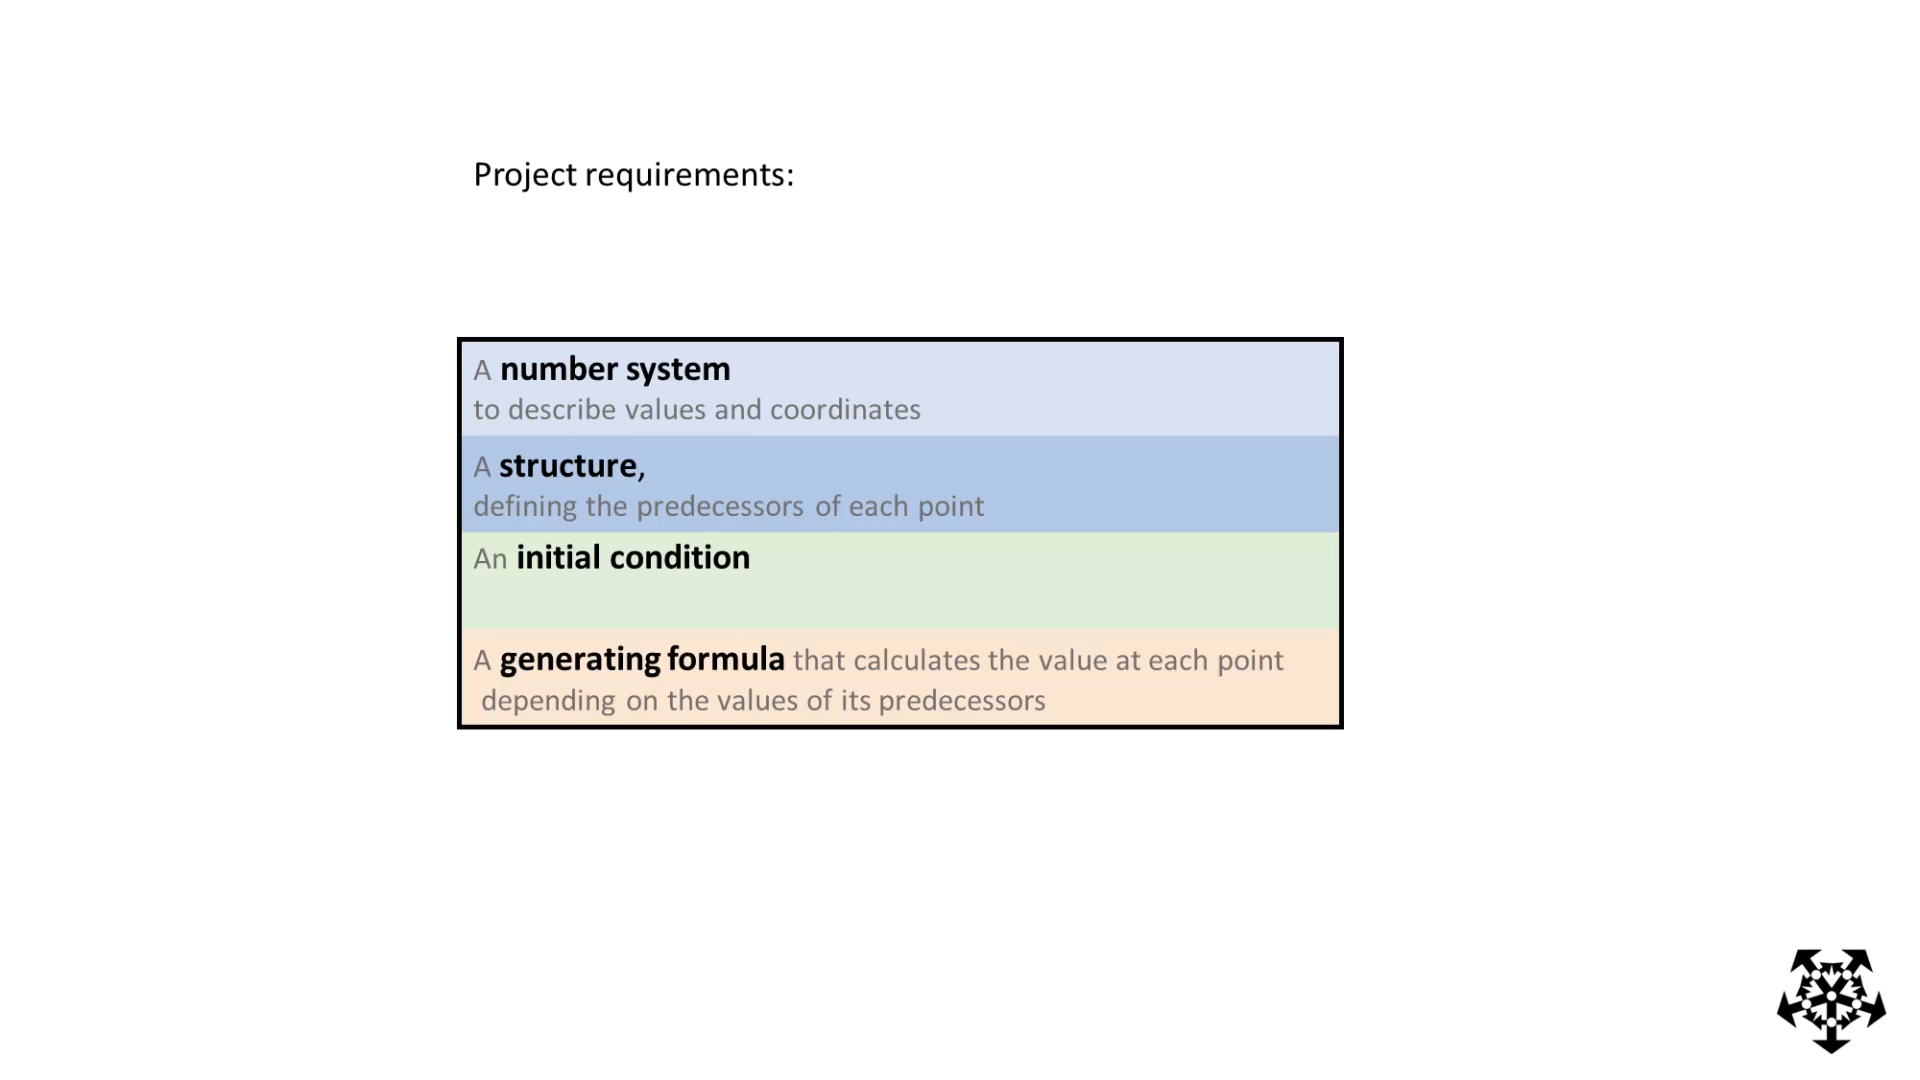 Project requirements:
A number system
to describe values and coordinates
A structure,
defining the predecessors of each point
An initial condition
A generating formula that calculates the value at each point
depending on the values of its predecessors